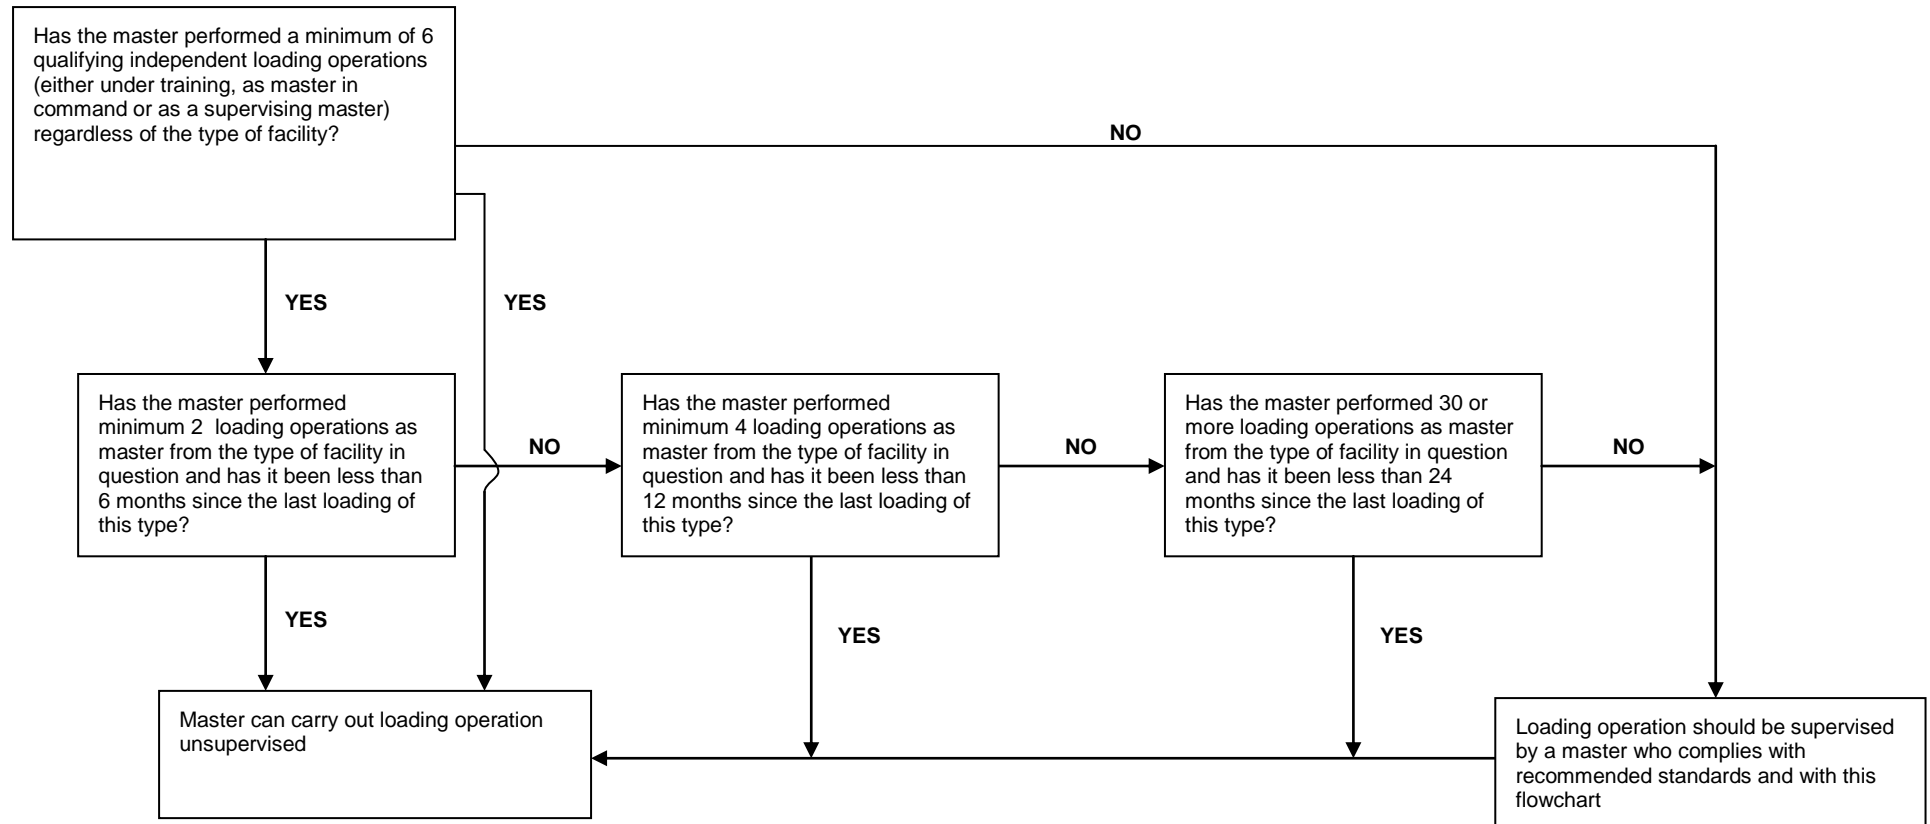 Has the master performed a minimum of 6
qualifying independent loading operations
(either under training, as master in
command or as a supervising master)
regardless of the type of facility?
NO
YES
YES
Has the master performed
minimum 2 loading operations as
master from the type of facility in
question and has it been less than
6 months since the last loading of
this type?
NO
Has the master performed
minimum 4 loading operations as
master from the type of facility in
question and has it been less than
12 months since the last loading of
this type?
NO
Has the master performed 30 or
more loading operations as master
from the type of facility in question
and has it been less than 24
months since the last loading of
this type?
NO
YES
YES
YES
Master can carry out loading operation
unsupervised
Loading operation should be supervised
by a master who complies with
recommended standards and with this
flowchart